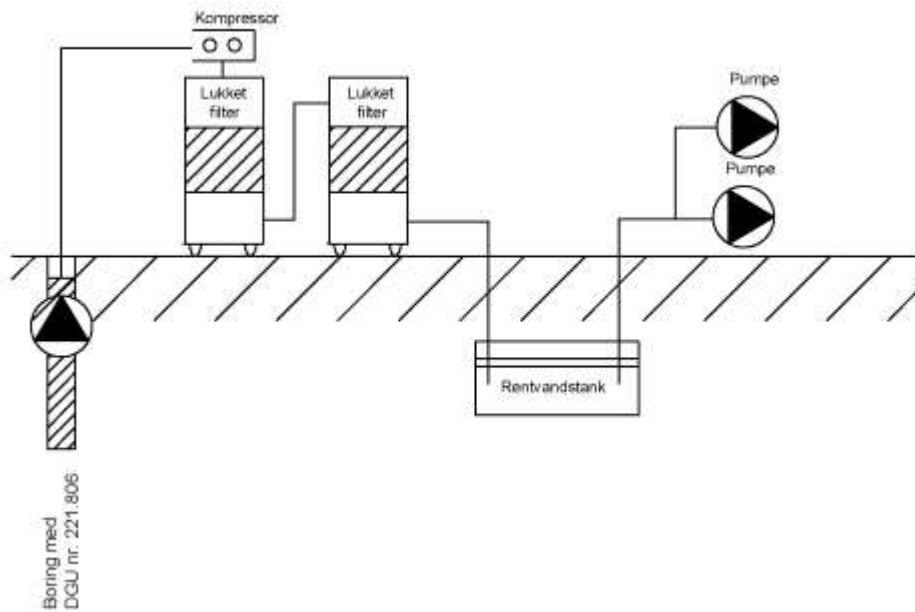 Kompressor
Lukket
filter
Lukket
filter
Pumpe
Pumpe
Rentvandstank
Boring med
DGU nr. 221.806